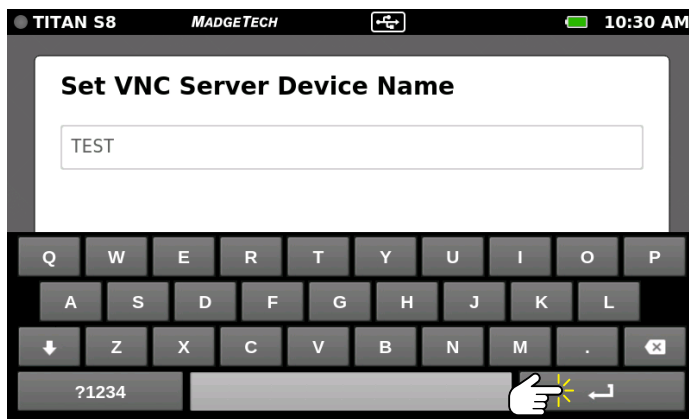 TITAN S8 MADGETECH 10:30 AM
Set VNC Server Device Name
TEST
Q W E R T Y U I O P
A S D F G H J K L
Z X C V B N M .
?1234